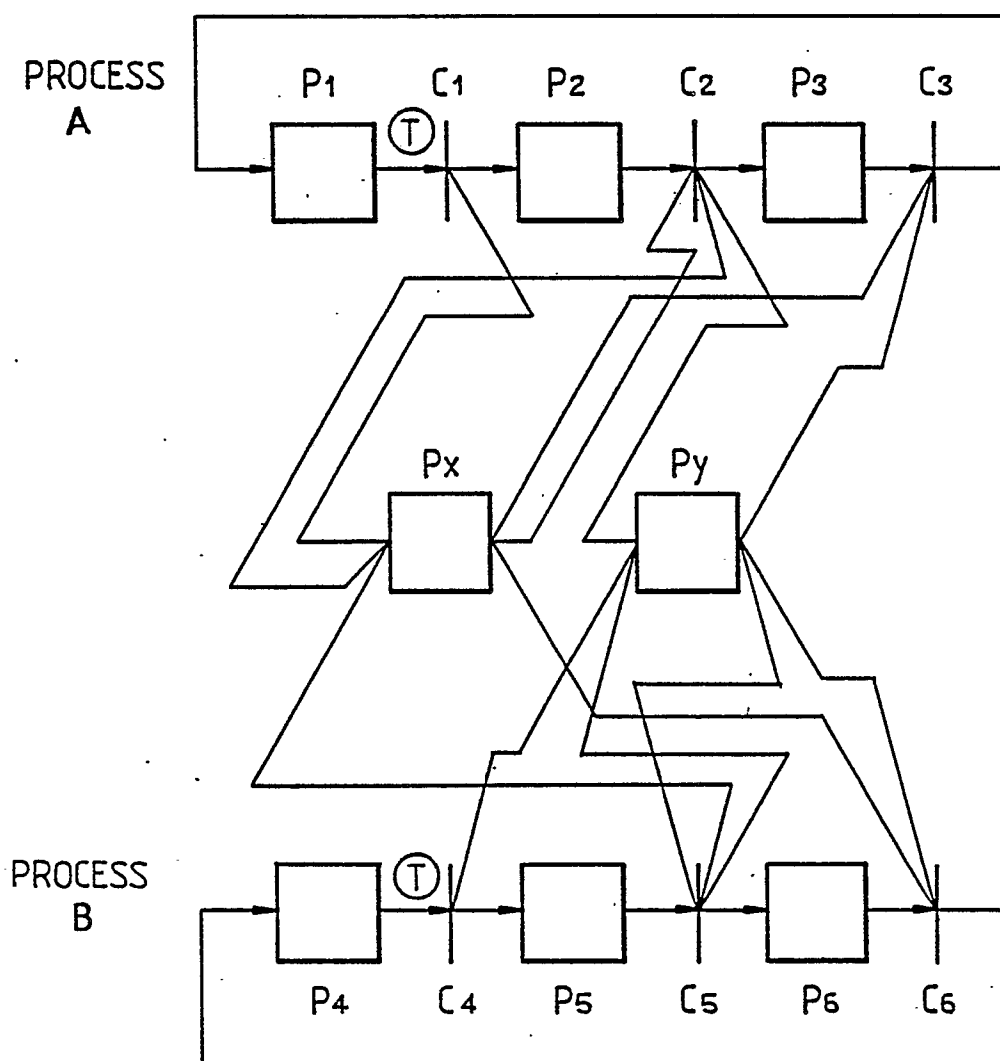 PROCESS
A
P1 C1 P2 C2 P3 C3
T
Px Py
PROCESS
B
T
P4 C4 P5 C5 P6 C6